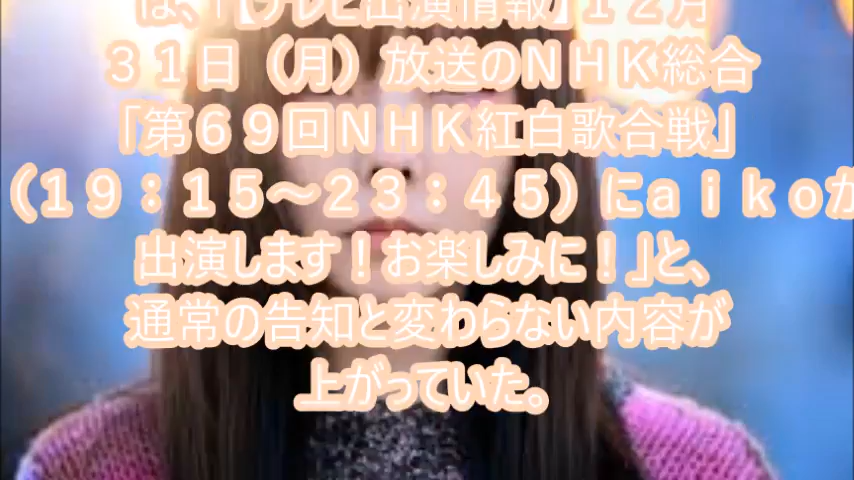 は、「【テレビ出演情報】１２月
３１日（月）放送のＮＨＫ総合
「第６９回ＮＨＫ紅白歌合戦」
（１９：１５～２３：４５）にａｉｋｏが
出演します！お楽しみに！」と、
通常の告知と変わらない内容が
上がっていた。